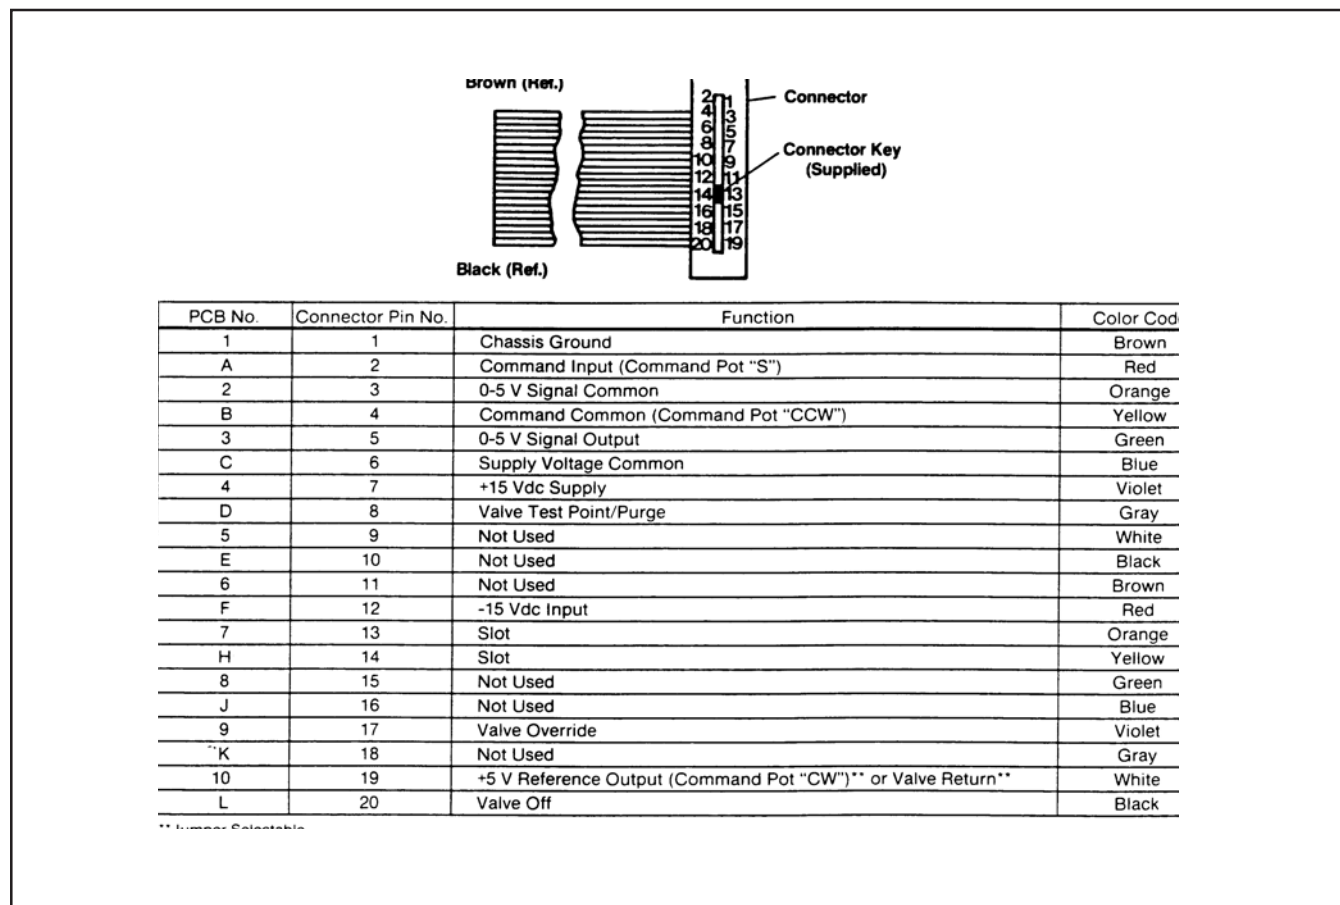 Brown (Ref.)
2 1 Connector
4 3
6 5
8 7 Connector Key
10 9 (Supplied)
12 11
14 13
16 15
18 17
20 19
Black (Ref.)
PCB No. Connector Pin No. Function Color Cod
1 1 Chassis Ground Brown
A 2 Command Input (Command Pot “S”) Red
2 3 0-5 V Signal Common Orange
B 4 Command Common (Command Pot “CCW”) Yellow
3 5 0-5 V Signal Output Green
C 6 Supply Voltage Common Blue
4 7 +15 Vdc Supply Violet
D 8 Valve Test Point/Purge Gray
5 9 Not Used White
E 10 Not Used Black
6 11 Not Used Brown
F 12 -15 Vdc Input Red
7 13 Slot Orange
H 14 Slot Yellow
8 15 Not Used Green
J 16 Not Used Blue
9 17 Valve Override Violet
K 18 Not Used Gray
10 19 +5 V Reference Output (Command Pot “CW”)** or Valve Return** White
L 20 Valve Off Black
** Jumper Selectable